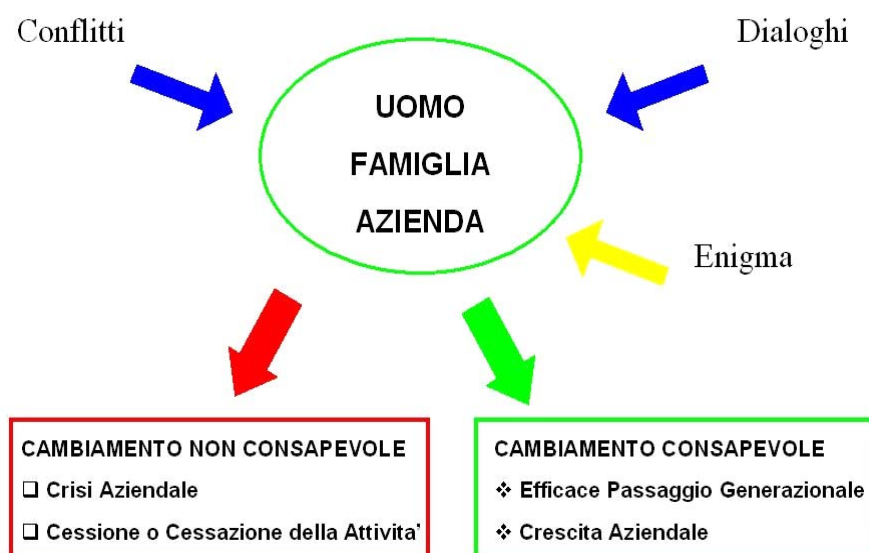 Conflitti
Dialoghi
UOMO
FAMIGLIA
AZIENDA
Enigma
CAMBIAMENTO NON CONSAPEVOLE
Crisi Aziendale
Cessione o Cessazione della Attivita'
CAMBIAMENTO CONSAPEVOLE
Efficace Passaggio Generazionale
Crescita Aziendale